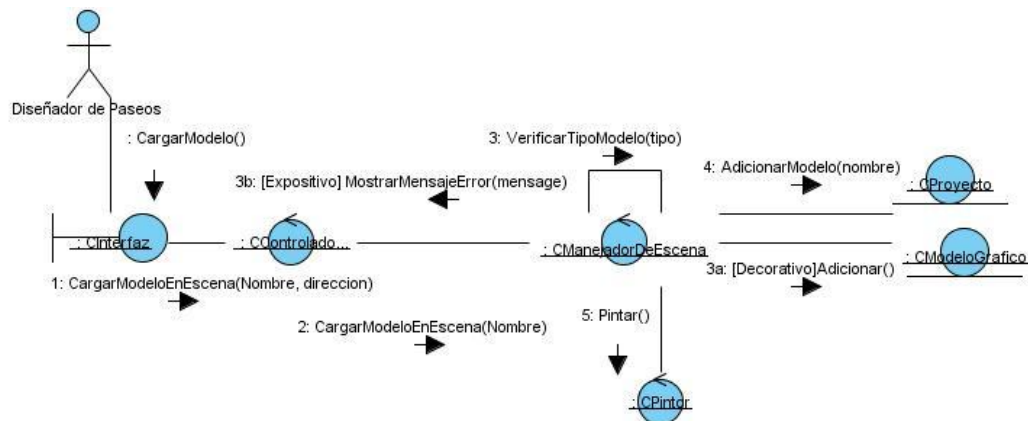 Diseñador de Paseos
: CargarModelo()
3: VerificarTipoModelo(tipo)
3b: [Expositivo] MostrarMensajeError(message)
4: AdicionarModelo(nombre)
: CProyecto
: CInterfaz
: CControlado...
: CManejadorDeEscena
: CModeloGrafico
1: CargarModeloEnEscena(Nombre, direccion)
3a: [Decorativo]Adicionar()
2: CargarModeloEnEscena(Nombre)
5: Pintar()
: CPintor